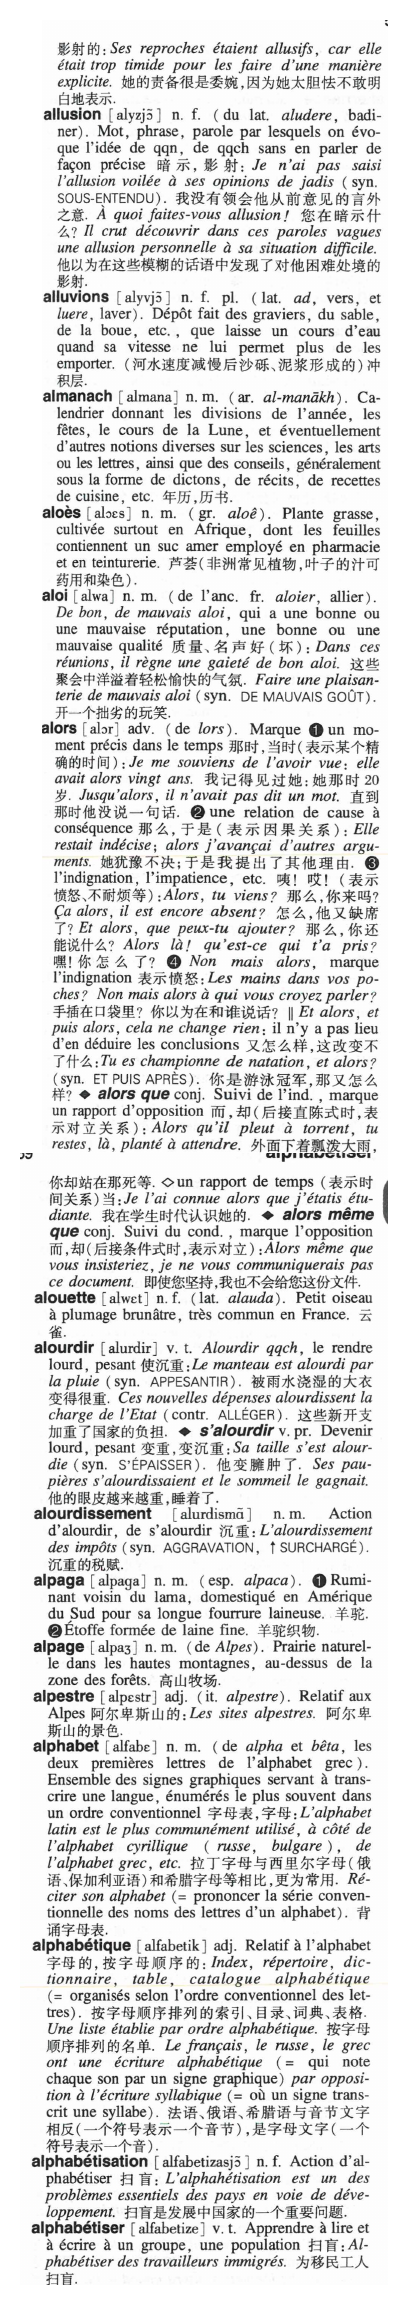 影射的: Ses reproches étaient allusifs, car elle
était trop timide pour les faire d'une manière
explicite. 她的责备很是委婉,因为她太胆怯不敢明
白地表示.
allusion [alyzjɔ̃] n. f. (du lat. aludere, badi-
ner). Mot, phrase, parole par lesquels on évo-
que l'idée de qqn, de qqch sans en parler de
façon précise 暗示,影射: Je n'ai pas saisi
l'allusion voilée à ses opinions de jadis (syn.
SOUS-ENTENDU). 我没有领会他从前意见的言外
之意. À quoi faites-vous allusion! 您在暗示什
么? Il crut découvrir dans ces paroles vagues
une allusion personnelle à sa situation difficile.
他以为在这些模糊的话语中发现了对他困难处境的
影射.
alluvions [alyvjɔ̃] n. f. pl. (lat. ad, vers, et
luere, laver). Dépôt fait des graviers, du sable,
de la boue, etc., que laisse un cours d'eau
quand sa vitesse ne lui permet plus de les
emporter. (河水速度减慢后沙砾、泥浆形成的)冲
积层.
almanach [almana] n. m. (ar. al-manākh). Ca-
lendrier donnant les divisions de l'année, les
fêtes, le cours de la Lune, et éventuellement
d'autres notions diverses sur les sciences, les arts
ou les lettres, ainsi que des conseils, généralement
sous la forme de dictons, de récits, de recettes
de cuisine, etc. 年历,历书.
aloès [alɔɛs] n. m. (gr. aloê). Plante grasse,
cultivée surtout en Afrique, dont les feuilles
contiennent un suc amer employé en pharmacie
et en teinturerie. 芦荟(非洲常见植物,叶子的汁可
药用和染色).
aloi [alwa] n. m. (de l'anc. fr. aloier, allier).
De bon, de mauvais aloi, qui a une bonne ou
une mauvaise réputation, une bonne ou une
mauvaise qualité 质量、名声好(坏): Dans ces
réunions, il règne une gaieté de bon aloi. 这些
聚会中洋溢着轻松愉快的气氛. Faire une plaisan-
terie de mauvais aloi (syn. DE MAUVAIS GOÛT).
开一个拙劣的玩笑.
alors [alɔr] adv. (de lors). Marque ❶ un mo-
ment précis dans le temps 那时,当时(表示某个精
确的时间): Je me souviens de l'avoir vue: elle
avait alors vingt ans. 我记得见过她:她那时 20
岁. Jusqu'alors, il n'avait pas dit un mot. 直到
那时他没说一句话. ❷ une relation de cause à
conséquence 那么,于是(表示因果关系): Elle
restait indécise; alors j'avançai d'autres argu-
ments. 她犹豫不决;于是我提出了其他理由. ❸
l'indignation, l'impatience, etc. 咦! 哎! (表示
愤怒、不耐烦等): Alors, tu viens? 那么,你来吗?
Ça alors, il est encore absent? 怎么,他又缺席
了? Et alors, que peux-tu ajouter? 那么,你还
能说什么? Alors là! qu'est-ce qui t'a pris?
嘿! 你怎么了? ❹ Non mais alors, marque
l'indignation 表示愤怒: Les mains dans vos po-
ches? Non mais alors à qui vous croyez parler?
手插在口袋里? 你以为在和谁说话? ‖ Et alors, et
puis alors, cela ne change rien: il n'y a pas lieu
d'en déduire les conclusions 又怎么样,这改变不
了什么: Tu es championne de natation, et alors?
(syn. ET PUIS APRÈS). 你是游泳冠军,那又怎么
样? ◆ alors que conj. Suivi de l'ind., marque
un rapport d'opposition 而,却(后接直陈式时,表
示对立关系): Alors qu'il pleut à torrent, tu
restes, là, planté à attendre. 外面下着瓢泼大雨,
alphabétiser
你却站在那死等. ◇un rapport de temps (表示时
间关系)当: Je l'ai connue alors que j'étatis étu-
diante. 我在学生时代认识她的. ◆ alors même
que conj. Suivi du cond., marque l'opposition
而,却(后接条件式时,表示对立): Alors même que
vous insisteriez, je ne vous communiquerais pas
ce document. 即使您坚持,我也不会给您这份文件.
alouette [alwɛt] n. f. (lat. alauda). Petit oiseau
à plumage brunâtre, très commun en France. 云
雀.
alourdir [alurdir] v. t. Alourdir qqch, le rendre
lourd, pesant 使沉重: Le manteau est alourdi par
la pluie (syn. APPESANTIR). 被雨水浇湿的大衣
变得很重. Ces nouvelles dépenses alourdissent la
charge de l'Etat (contr. ALLÉGER). 这些新开支
加重了国家的负担. ◆ s'alourdir v. pr. Devenir
lourd, pesant 变重,变沉重: Sa taille s'est alour-
die (syn. S'ÉPAISSER). 他变臃肿了. Ses pau-
pières s'alourdissaient et le sommeil le gagnait.
他的眼皮越来越重,睡着了.
alourdissement [alurdismɑ̃] n. m. Action
d'alourdir, de s'alourdir 沉重: L'alourdissement
des impôts (syn. AGGRAVATION, ↑ SURCHARGÉ).
沉重的税赋.
alpaga [alpaga] n. m. (esp. alpaca). ❶ Rumi-
nant voisin du lama, domestiqué en Amérique
du Sud pour sa longue fourrure laineuse. 羊驼.
❷ Étoffe formée de laine fine. 羊驼织物.
alpage [alpaʒ] n. m. (de Alpes). Prairie naturel-
le dans les hautes montagnes, au-dessus de la
zone des forêts. 高山牧场.
alpestre [alpɛstr] adj. (it. alpestre). Relatif aux
Alpes 阿尔卑斯山的: Les sites alpestres. 阿尔卑
斯山的景色.
alphabet [alfabɛ] n. m. (de alpha et bêta, les
deux premières lettres de l'alphabet grec).
Ensemble des signes graphiques servant à trans-
crire une langue, énumérés le plus souvent dans
un ordre conventionnel 字母表,字母: L'alphabet
latin est le plus communément utilisé, à côté de
l'alphabet cyrillique (russe, bulgare), de
l'alphabet grec, etc. 拉丁字母与西里尔字母(俄
语、保加利亚语)和希腊字母等相比,更为常用. Ré-
citer son alphabet (= prononcer la série conven-
tionnelle des noms des lettres d'un alphabet). 背
诵字母表.
alphabétique [alfabetik] adj. Relatif à l'alphabet
字母的,按字母顺序的: Index, répertoire, dic-
tionnaire, table, catalogue alphabétique
(= organisés selon l'ordre conventionnel des let-
tres). 按字母顺序排列的索引、目录、词典、表格.
Une liste établie par ordre alphabétique. 按字母
顺序排列的名单. Le français, le russe, le grec
ont une écriture alphabétique (= qui note
chaque son par un signe graphique) par opposi-
tion à l'écriture syllabique (= où un signe trans-
crit une syllabe). 法语、俄语、希腊语与音节文字
相反(一个符号表示一个音节),是字母文字(一个
符号表示一个音).
alphabétisation [alfabetizasjɔ̃] n. f. Action d'al-
phabétiser 扫盲: L'alphahétisation est un des
problèmes essentiels des pays en voie de déve-
loppement. 扫盲是发展中国家的一个重要问题.
alphabétiser [alfabetize] v. t. Apprendre à lire et
à écrire à un groupe, une population 扫盲: Al-
phabétiser des travailleurs immigrés. 为移民工人
扫盲.